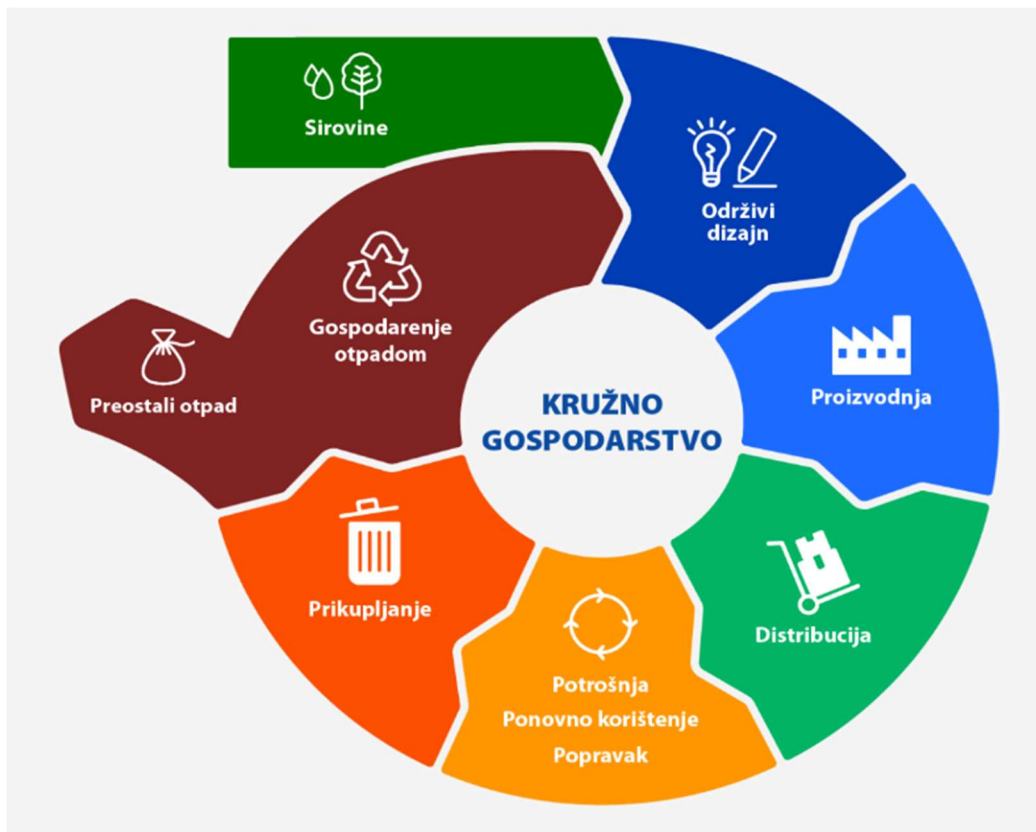 Sirovine
Održivi
dizajn
Proizvodnja
Distribucija
Potrošnja
Ponovno korištenje
Popravak
Prikupljanje
Gospodarenje
otpadom
Preostali otpad
KRUŽNO
GOSPODARSTVO